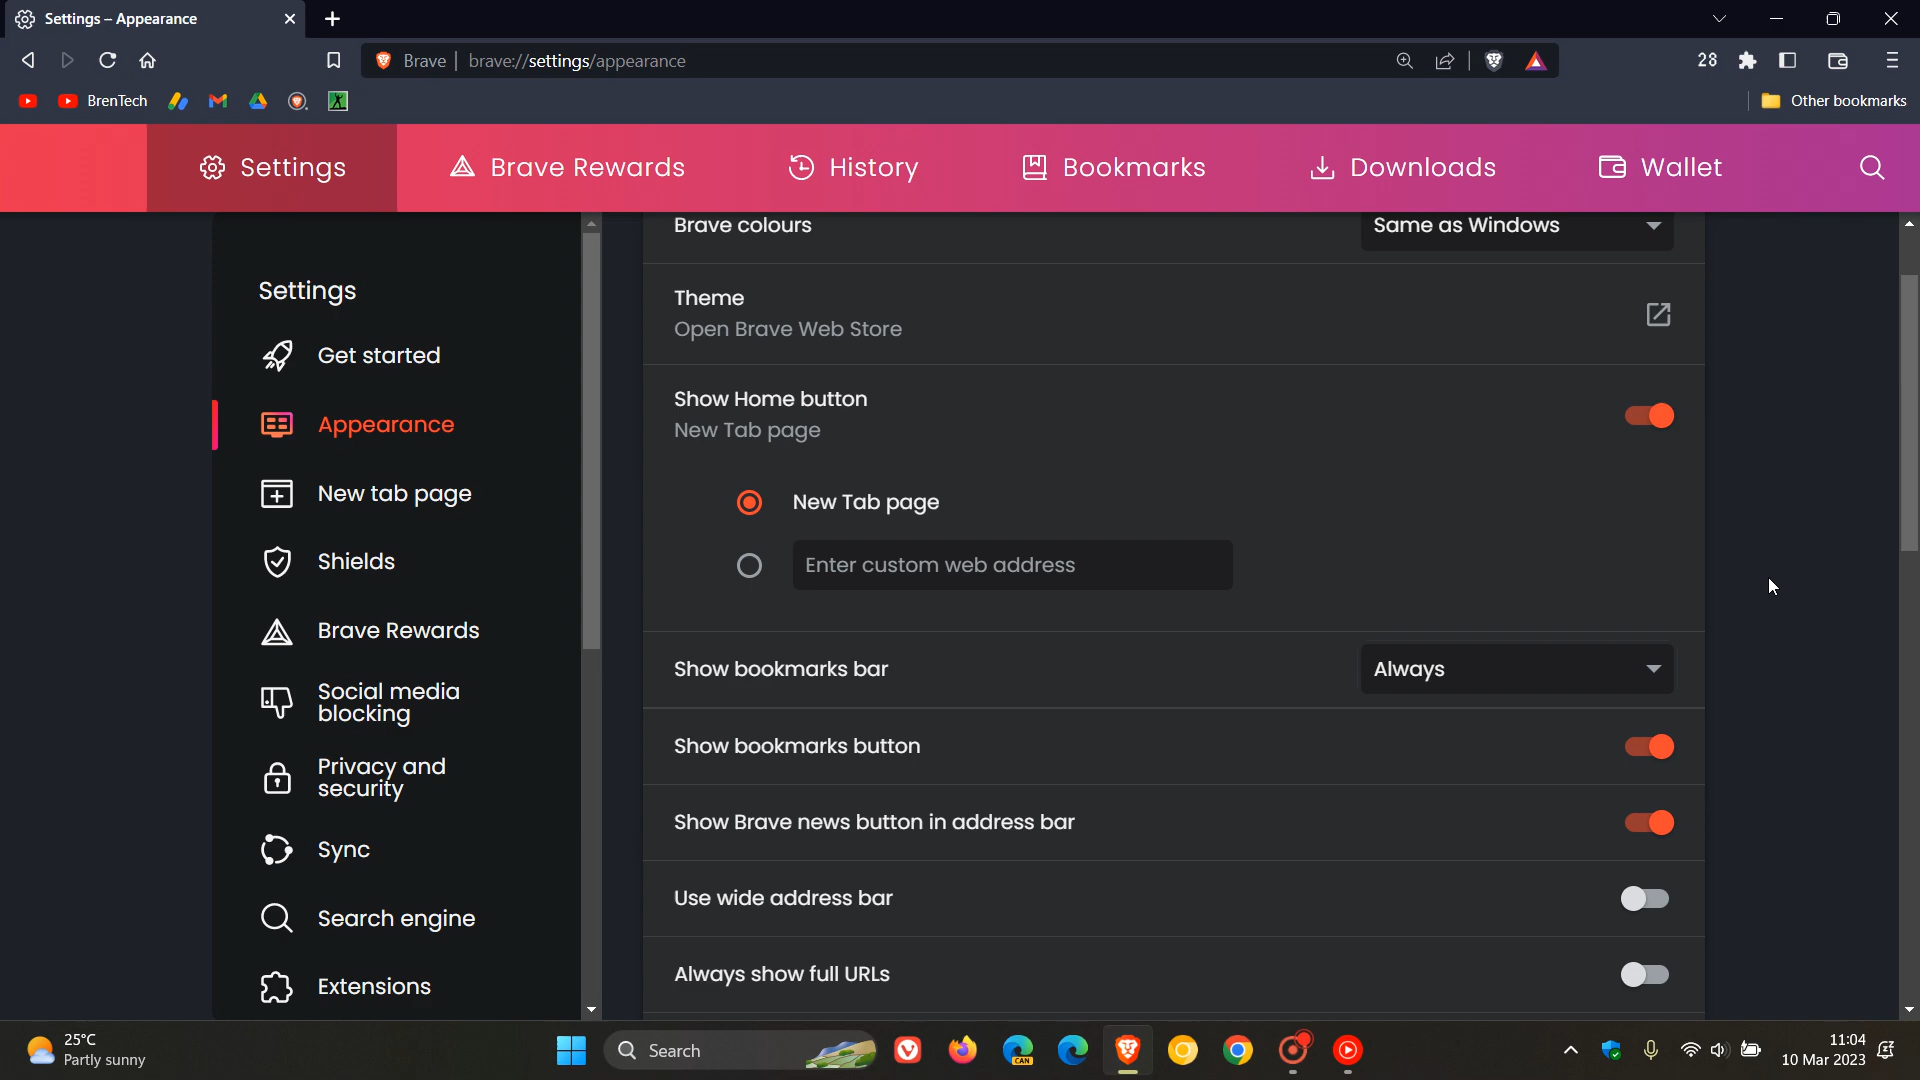 Settings – Appearance
Brave | brave://settings/appearance
28
BrenTech
Other bookmarks
Settings
Brave Rewards
History
Bookmarks
Downloads
Wallet
Settings
Get started
Appearance
New tab page
Shields
Brave Rewards
Social media
blocking
Privacy and
security
Sync
Search engine
Extensions
Brave colours
Same as Windows
Theme
Open Brave Web Store
Show Home button
New Tab page
New Tab page
Enter custom web address
Show bookmarks bar
Always
Show bookmarks button
Show Brave news button in address bar
Use wide address bar
Always show full URLs
25°C
Partly sunny
Search
CAN
11:04
10 Mar 2023